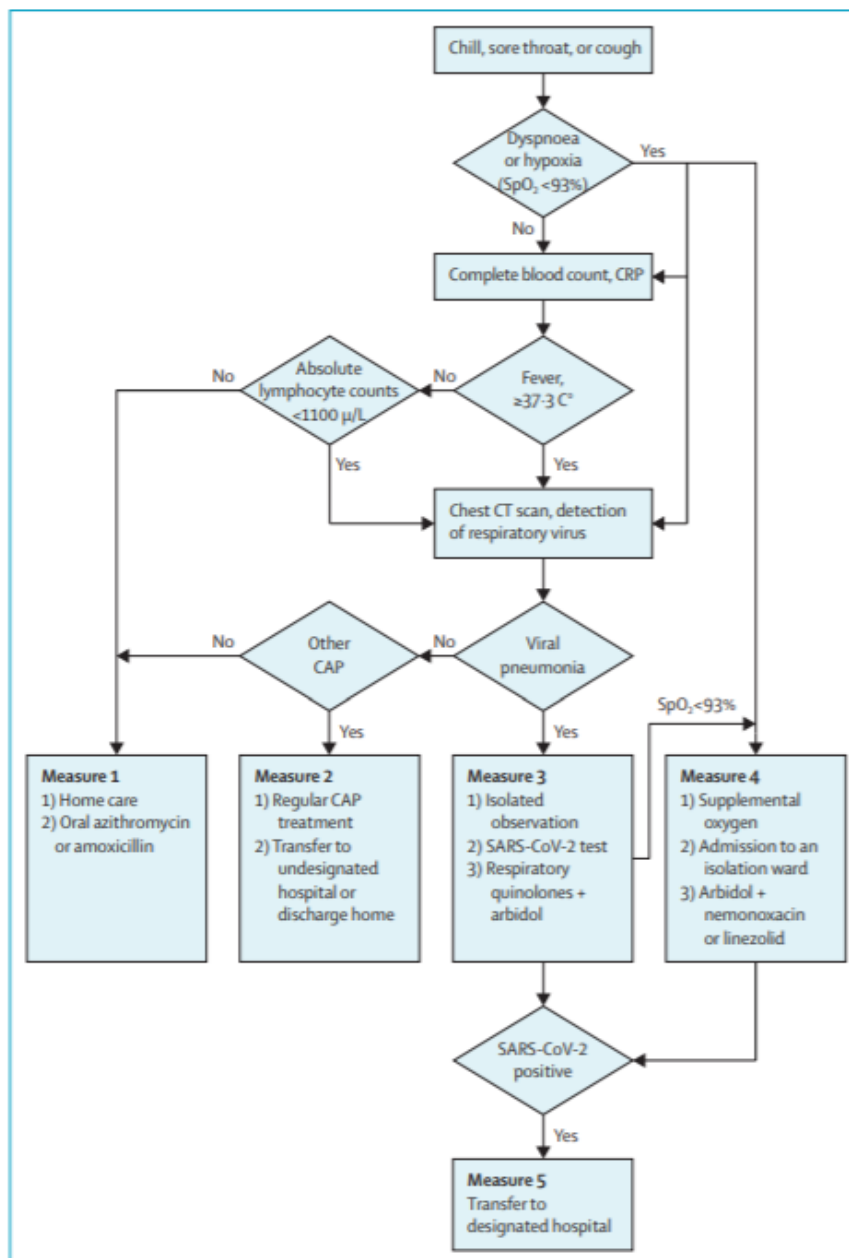 Chill, sore throat, or cough
Dyspnoea
or hypoxia
(SpO₂ <93%)
Yes
No
Complete blood count, CRP
Absolute
lymphocyte counts
<1100 μ/L
No
No
Fever,
≥37·3 C°
Yes
Yes
Chest CT scan, detection
of respiratory virus
No
Other
CAP
No
Viral
pneumonia
SpO₂<93%
Yes
Yes
Measure 1
1) Home care
2) Oral azithromycin
or amoxicillin
Measure 2
1) Regular CAP
treatment
2) Transfer to
undesignated
hospital or
discharge home
Measure 3
1) Isolated
observation
2) SARS-CoV-2 test
3) Respiratory
quinolones +
arbidol
Measure 4
1) Supplemental
oxygen
2) Admission to an
isolation ward
3) Arbidol +
nemonoxacin
or linezolid
SARS-CoV-2
positive
Yes
Measure 5
Transfer to
designated hospital